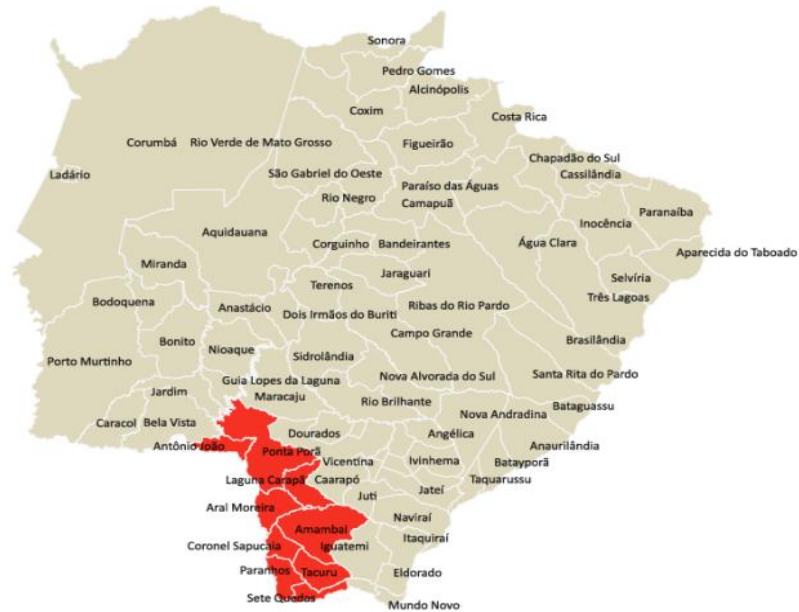 Sonora
Pedro Gomes
Alcinópolis
Coxim
Costa Rica
Corumbá
Rio Verde de Mato Grosso
Figueirão
Chapadão do Sul
Ladário
São Gabriel do Oeste
Cassilândia
Paraíso das Águas
Rio Negro
Camapuã
Paranaíba
Inocência
Aquidauana
Corguinho
Bandeirantes
Água Clara
Aparecida do Taboado
Miranda
Jaraguari
Selvíria
Terenos
Bodoquena
Três Lagoas
Anastácio
Ribas do Rio Pardo
Dois Irmãos do Buriti
Campo Grande
Bonito
Brasilândia
Nioaque
Porto Murtinho
Sidrolândia
Nova Alvorada do Sul
Santa Rita do Pardo
Guia Lopes da Laguna
Jardim
Maracaju
Rio Brilhante
Bataguassu
Nova Andradina
Caracol
Bela Vista
Dourados
Angélica
Antônio João
Anaurilândia
Ponta Porã
Vicentina
Ivinhema
Batayporã
Laguna Carapã
Caarapó
Taquarussu
Jateí
Juti
Aral Moreira
Naviraí
Amambai
Itaquiraí
Coronel Sapucaia
Iguatemi
Paranhos
Tacuru
Eldorado
Sete Quedas
Mundo Novo